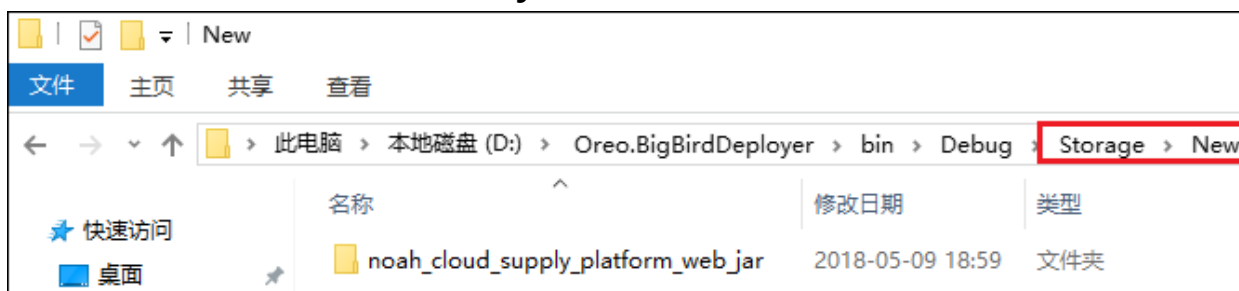 New
文件 主页 共享 查看
此电脑 > 本地磁盘 (D:) > Oreo.BigBirdDeployer > bin > Debug > Storage > New
名称 修改日期 类型
快速访问
noah_cloud_supply_platform_web_jar 2018-05-09 18:59 文件夹
桌面